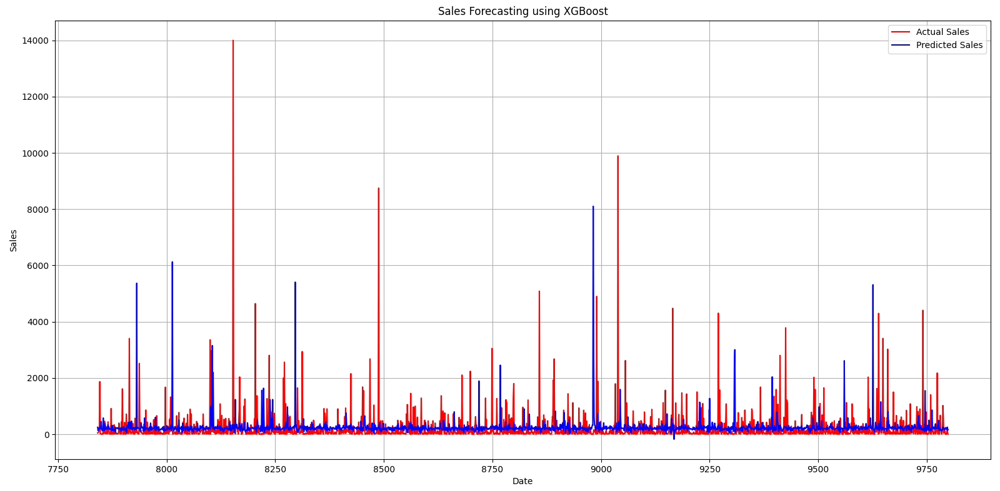 Sales Forecasting using XGBoost
Actual Sales
Predicted Sales
14000
12000
10000
8000
6000
4000
2000
0
Sales
7750 8000 8250 8500 8750 9000 9250 9500 9750
Date